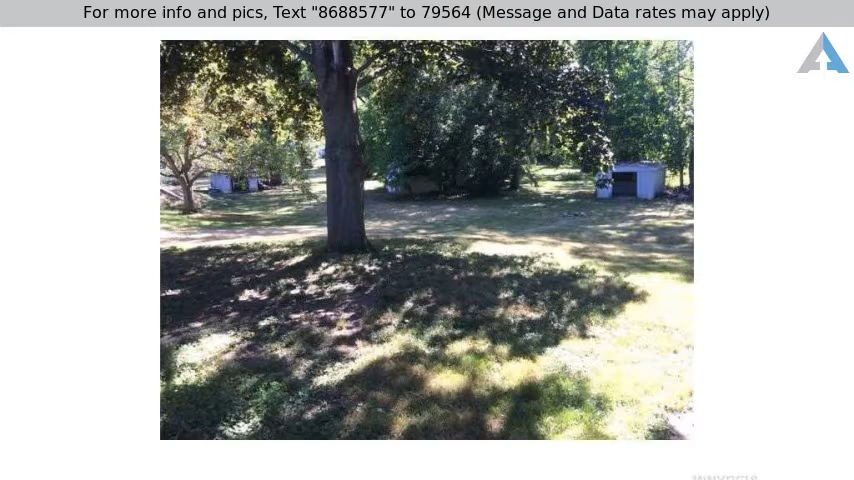 For more info and pics, Text "8688577" to 79564 (Message and Data rates may apply)